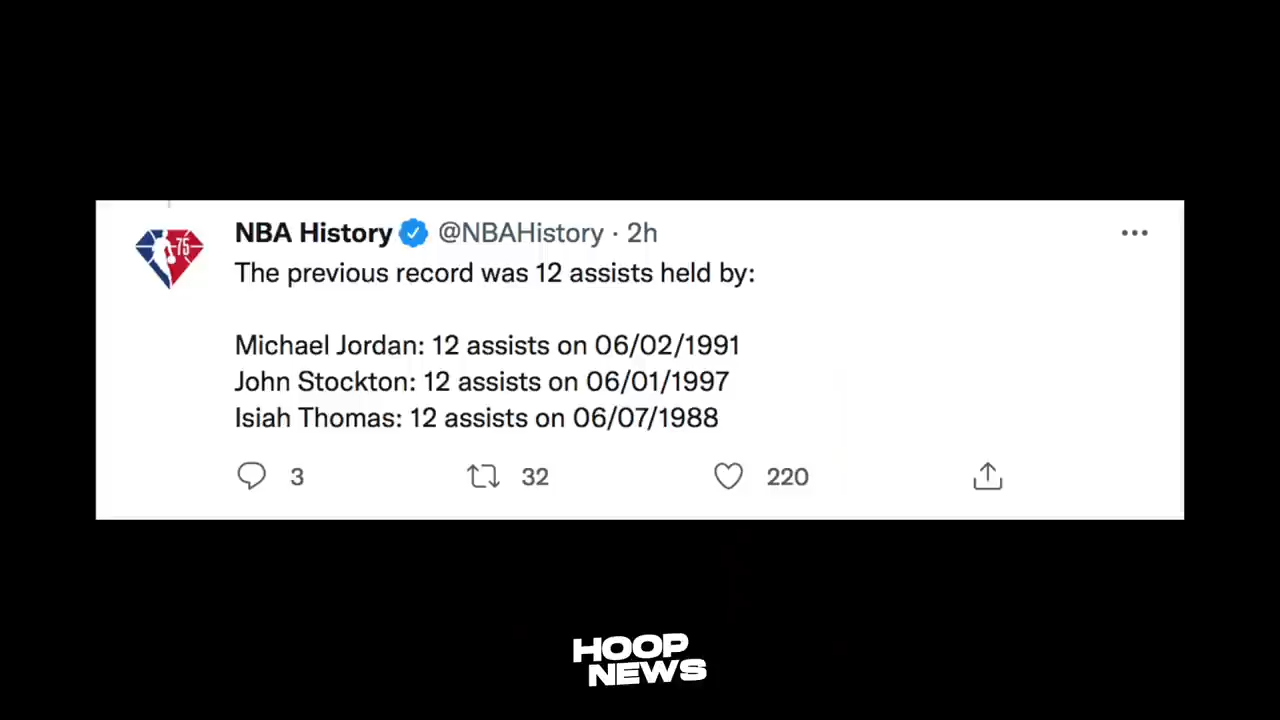 75
NBA History @NBAHistory · 2h
The previous record was 12 assists held by:
Michael Jordan: 12 assists on 06/02/1991
John Stockton: 12 assists on 06/01/1997
Isiah Thomas: 12 assists on 06/07/1988
3 32 220
HOOP
NEWS